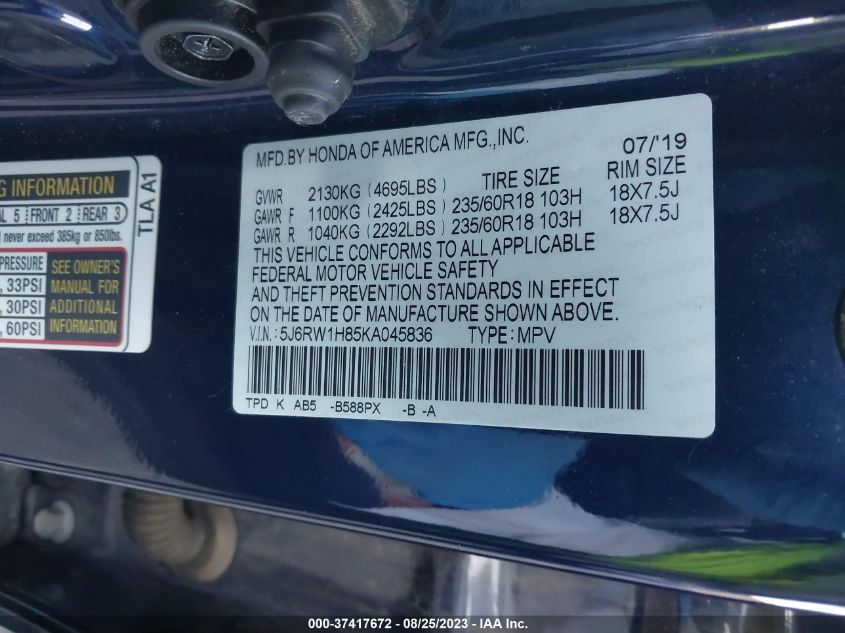 MFD.BY HONDA OF AMERICA MFG.,INC. 07/'19
GVWR 2130KG (4695LBS) TIRE SIZE RIM SIZE
GAWR F 1100KG (2425LBS) 235/60R18 103H 18X7.5J
GAWR R 1040KG (2292LBS) 235/60R18 103H 18X7.5J
THIS VEHICLE CONFORMS TO ALL APPLICABLE
FEDERAL MOTOR VEHICLE SAFETY
AND THEFT PREVENTION STANDARDS IN EFFECT
ON THE DATE OF MANUFACTURE SHOWN ABOVE.
V.I.N.: 5J6RW1H85KA045836 TYPE: MPV
TPD K AB5 -B588PX -B -A
INFORMATION
5 FRONT 2 REAR 3
never exceed 385kg or 850lbs.
PRESSURE
, 33PSI
, 30PSI
, 60PSI
SEE OWNER'S
MANUAL FOR
ADDITIONAL
INFORMATION
TLA A1
000-37417672 — 08/25/2023 — IAA Inc.